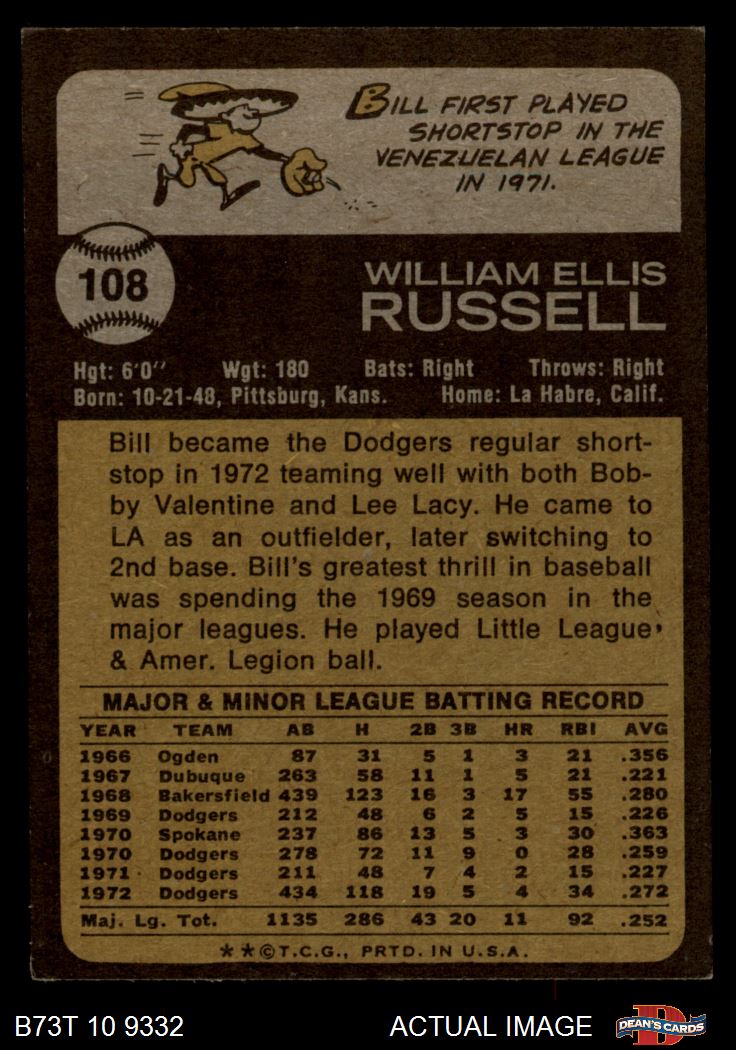 BILL FIRST PLAYED
SHORTSTOP IN THE
VENEZUELAN LEAGUE
IN 1971.
108
WILLIAM ELLIS
RUSSELL
Hgt: 6'0'' Wgt: 180 Bats: Right Throws: Right
Born: 10-21-48, Pittsburg, Kans. Home: La Habre, Calif.
Bill became the Dodgers regular short-
stop in 1972 teaming well with both Bob-
by Valentine and Lee Lacy. He came to
LA as an outfielder, later switching to
2nd base. Bill's greatest thrill in baseball
was spending the 1969 season in the
major leagues. He played Little League
& Amer. Legion ball.
MAJOR & MINOR LEAGUE BATTING RECORD
YEAR TEAM AB H 2B 3B HR RBI AVG
1966 Ogden 87 31 5 1 3 21 .356
1967 Dubuque 263 58 11 1 5 21 .221
1968 Bakersfield 439 123 16 3 17 55 .280
1969 Dodgers 212 48 6 2 5 15 .226
1970 Spokane 237 86 13 5 3 30 .363
1970 Dodgers 278 72 11 9 0 28 .259
1971 Dodgers 211 48 7 4 2 15 .227
1972 Dodgers 434 118 19 5 4 34 .272
Maj. Lg. Tot. 1135 286 43 20 11 92 .252
**©T.C.G., PRTD. IN U.S.A.
B73T 10 9332 ACTUAL IMAGE
D
DEAN'S CARDS